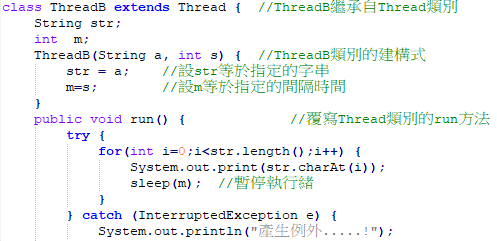 class ThreadB extends Thread {  //ThreadB繼承自Thread類別
    String str;
    int  m;
    ThreadB(String a, int s) {  //ThreadB類別的建構式
        str = a;    //設str等於指定的字串
        m=s;        //設m等於指定的間隔時間
    }
    public void run() {            //覆寫Thread類別的run方法
        try {
            for(int i=0;i<str.length();i++) {
                System.out.print(str.charAt(i));
                sleep(m);  //暫停執行緒
            }
        } catch (InterruptedException e) {
            System.out.println("產生例外.....!");